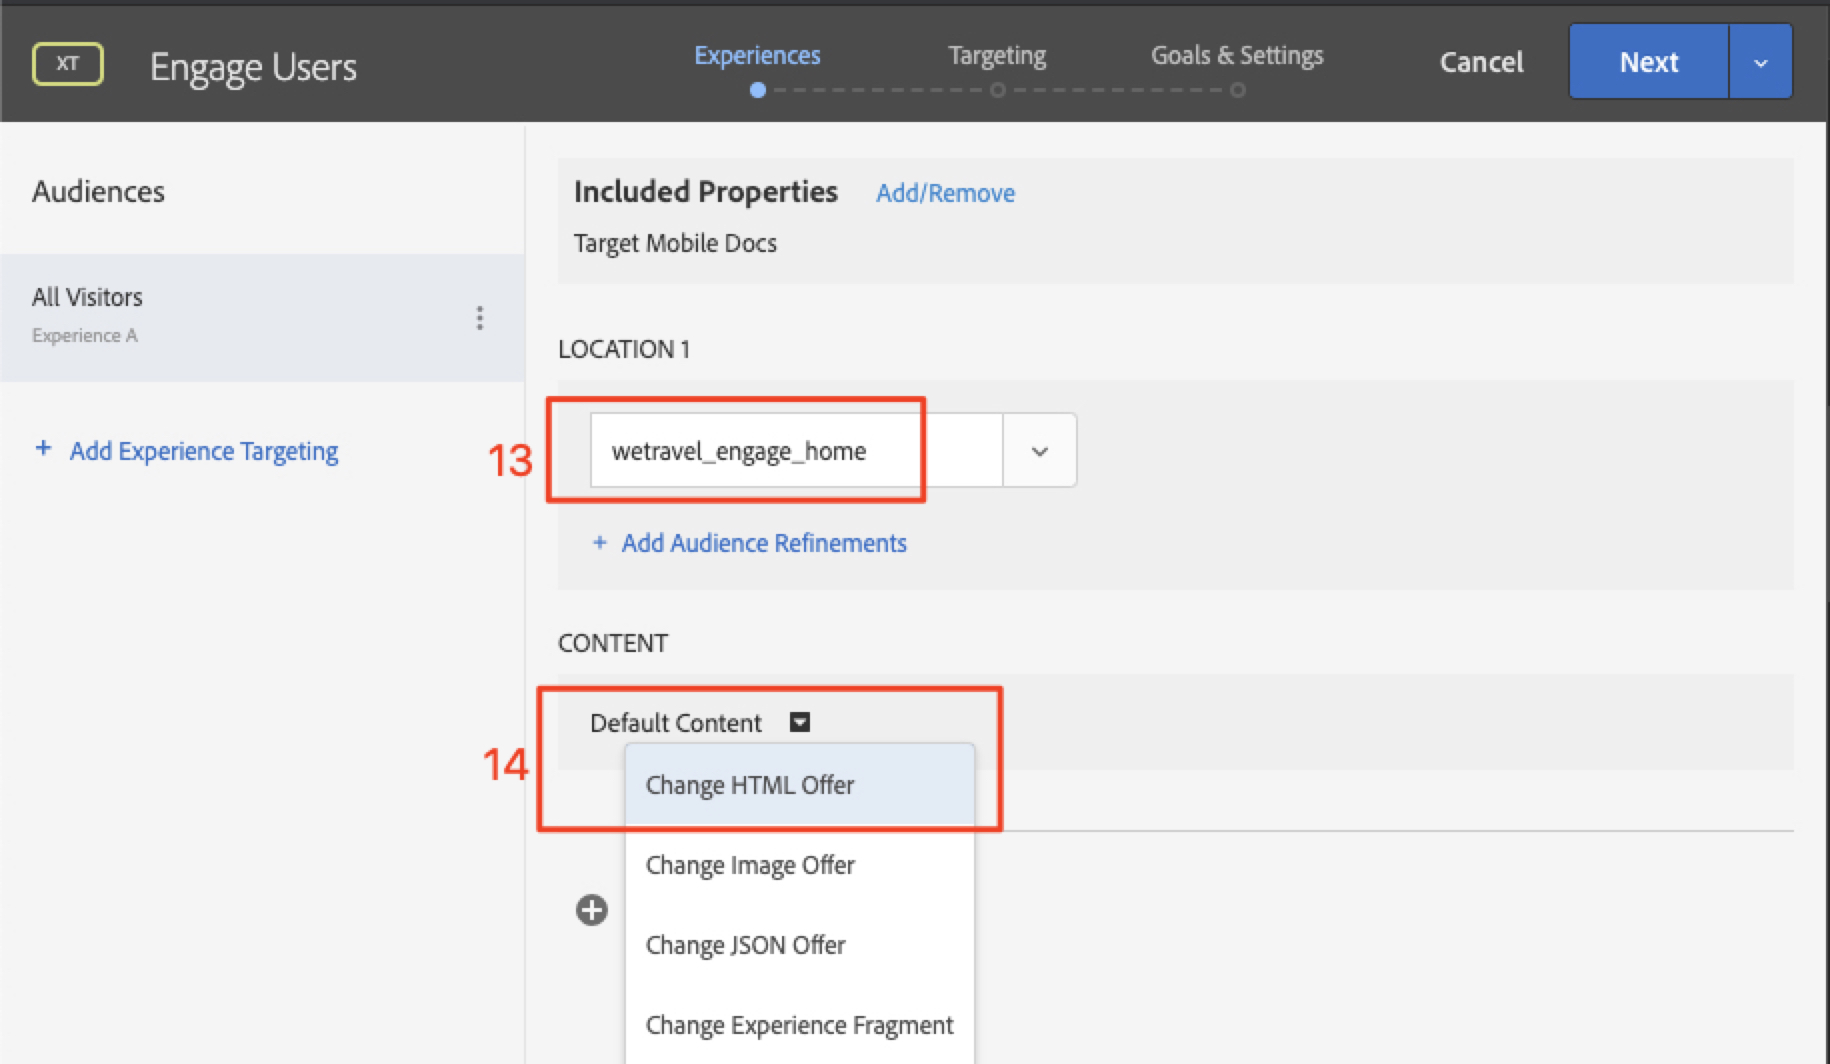 XT
Engage Users
Experiences
Targeting
Goals & Settings
Cancel
Next
Audiences
All Visitors
Experience A
+ Add Experience Targeting
Included Properties
Add/Remove
Target Mobile Docs
LOCATION 1
13
wetravel_engage_home
+ Add Audience Refinements
CONTENT
14
Default Content
Change HTML Offer
Change Image Offer
Change JSON Offer
Change Experience Fragment